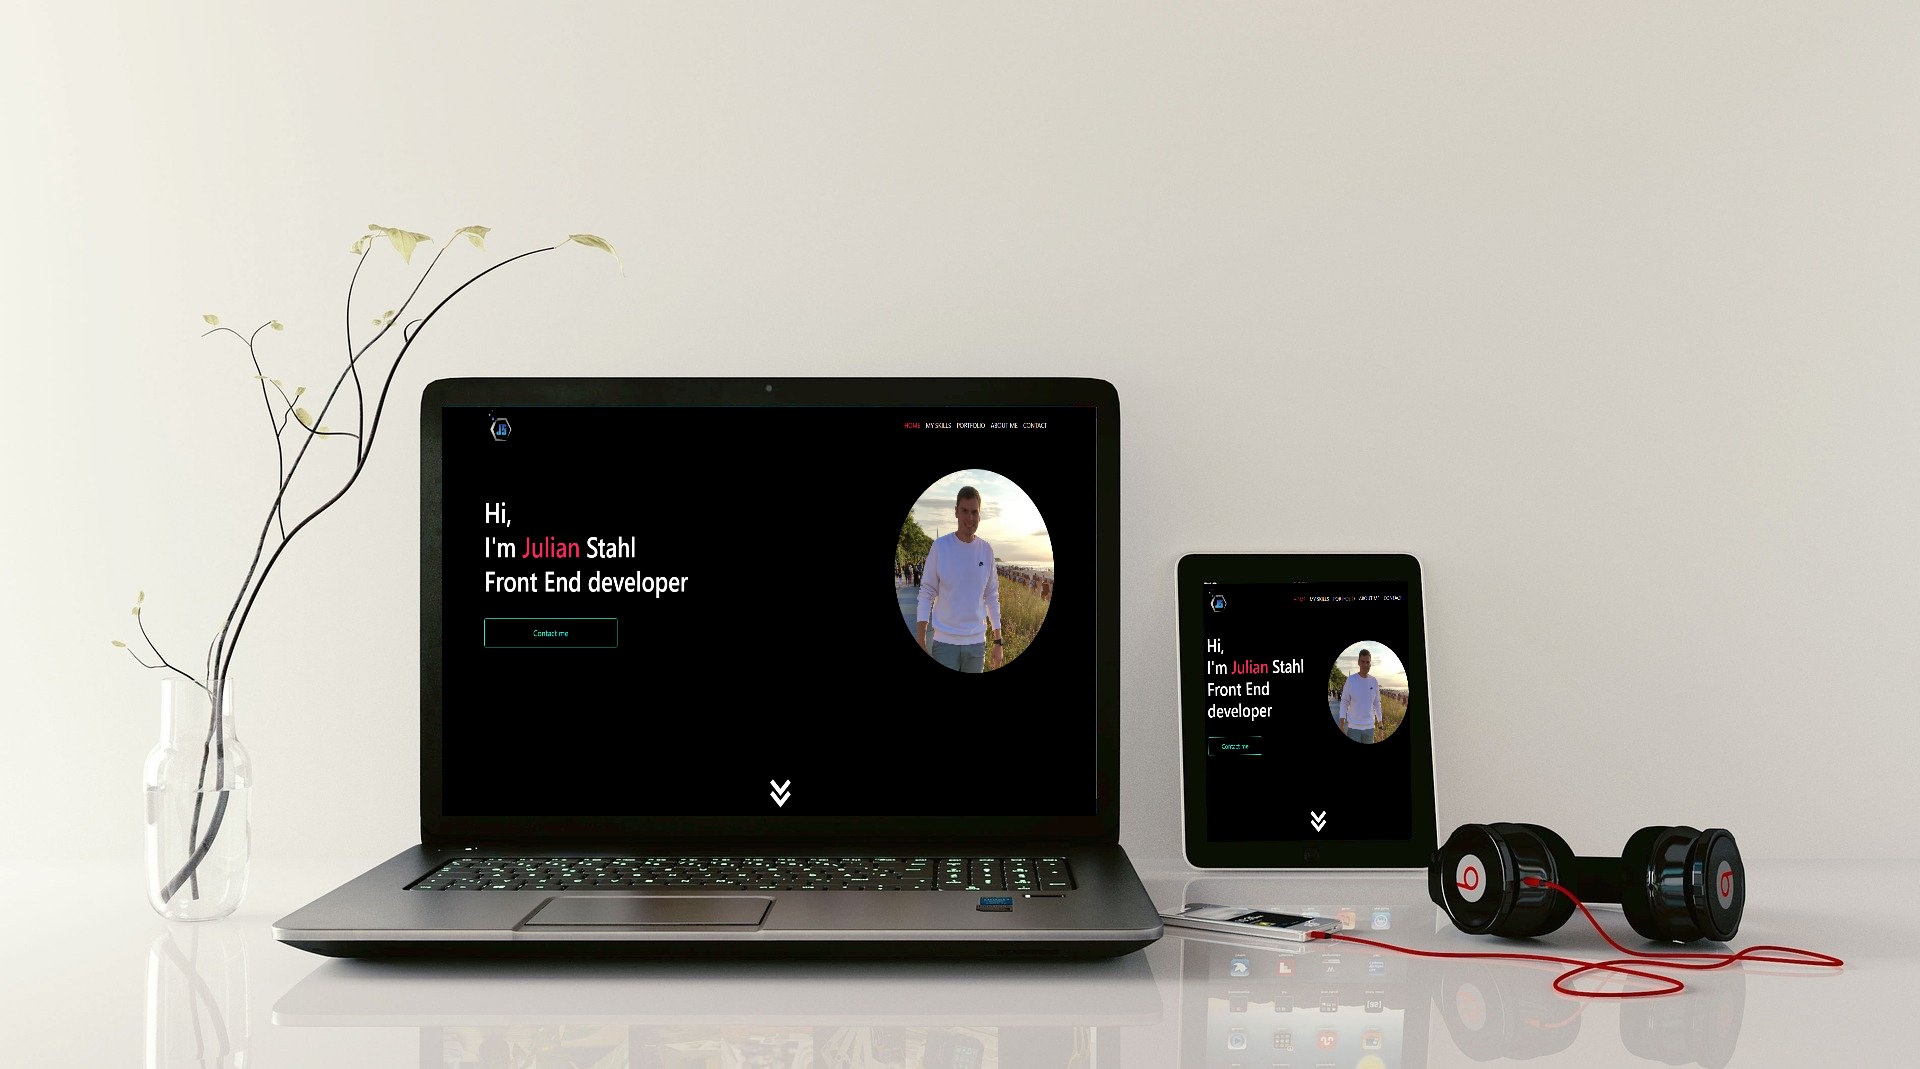 JS
HOME MY SKILLS PORTFOLIO ABOUT ME CONTACT
Hi,
I'm Julian Stahl
Front End developer
Contact me
JS
HOME MY SKILLS PORTFOLIO ABOUT ME CONTACT
Hi,
I'm Julian Stahl
Front End
developer
Contact me